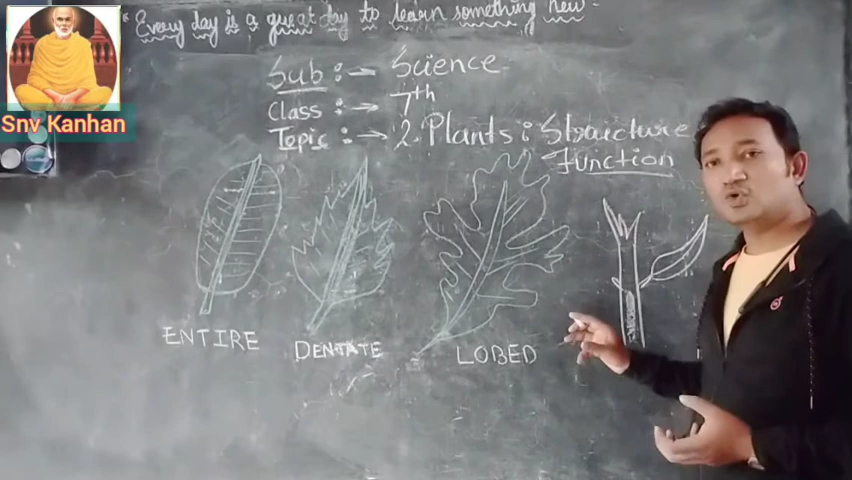 * Every day is a great day to learn something new.
Sub :- Science
Class :→ 7th
Topic :→ 2. Plants : Structure
Function
ENTIRE
DENTATE
LOBED
Snv Kanhan